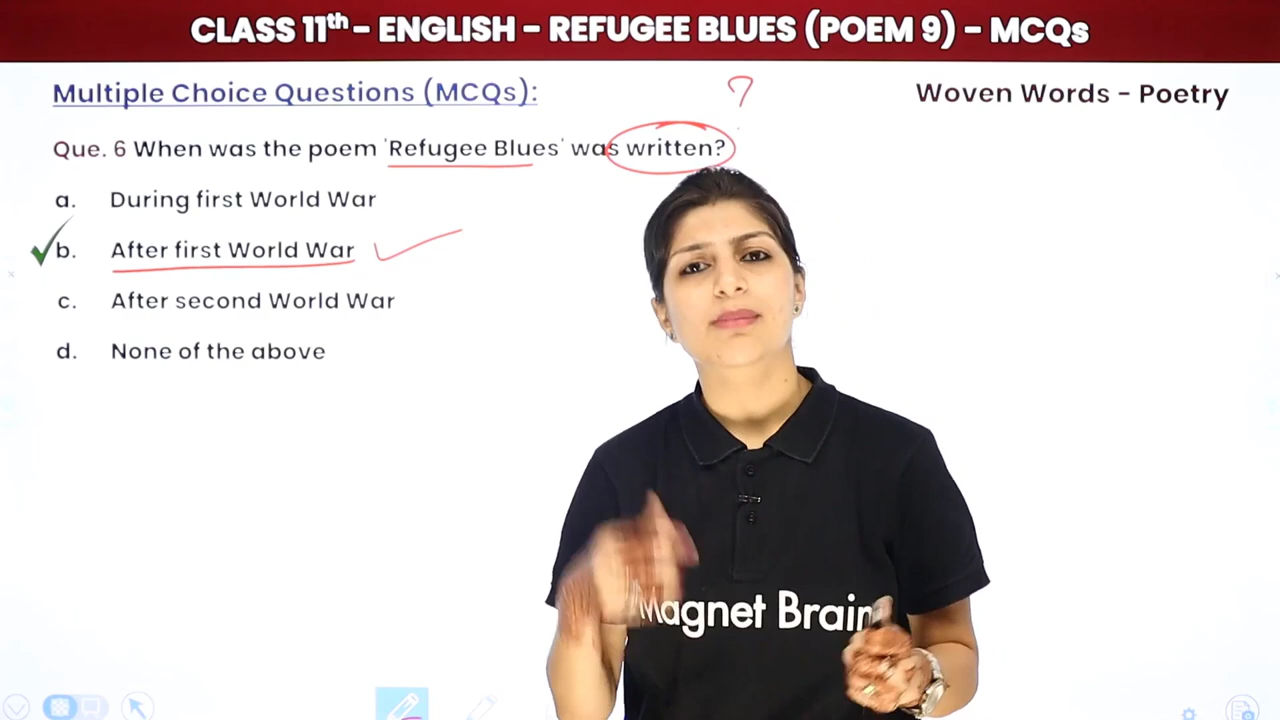 CLASS 11th - ENGLISH - REFUGEE BLUES (POEM 9) - MCQs
Multiple Choice Questions (MCQs):
Woven Words - Poetry
Que. 6 When was the poem 'Refugee Blues' was written?
a. During first World War
b. After first World War
c. After second World War
d. None of the above
Magnet Brain